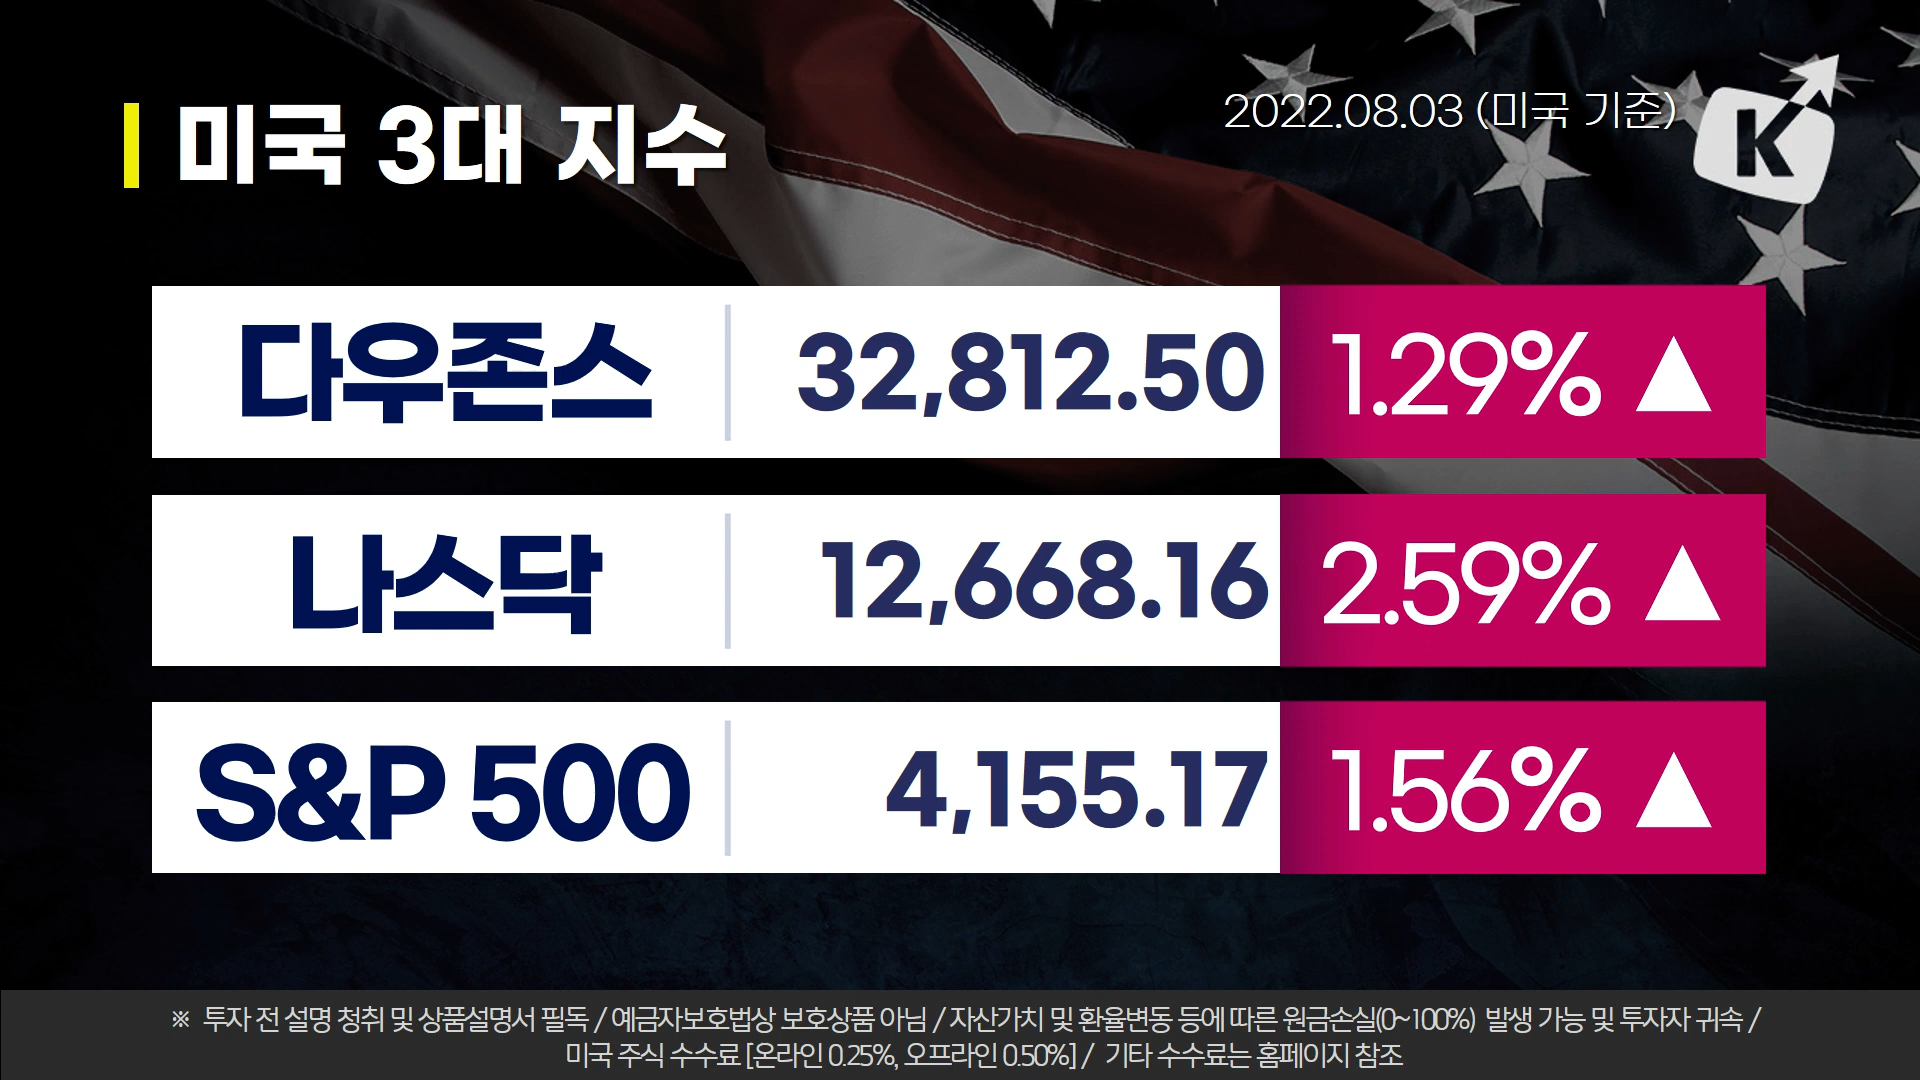 미국 3대 지수
2022.08.03 (미국 기준)
K
다우존스 32,812.50 1.29% ▲
나스닥 12,668.16 2.59% ▲
S&P 500 4,155.17 1.56% ▲
※ 투자 전 설명 청취 및 상품설명서 필독 / 예금자보호법상 보호상품 아님 / 자산가치 및 환율변동 등에 따른 원금손실(0~100%) 발생 가능 및 투자자 귀속 /
미국 주식 수수료 [온라인 0.25%, 오프라인 0.50%] / 기타 수수료는 홈페이지 참조